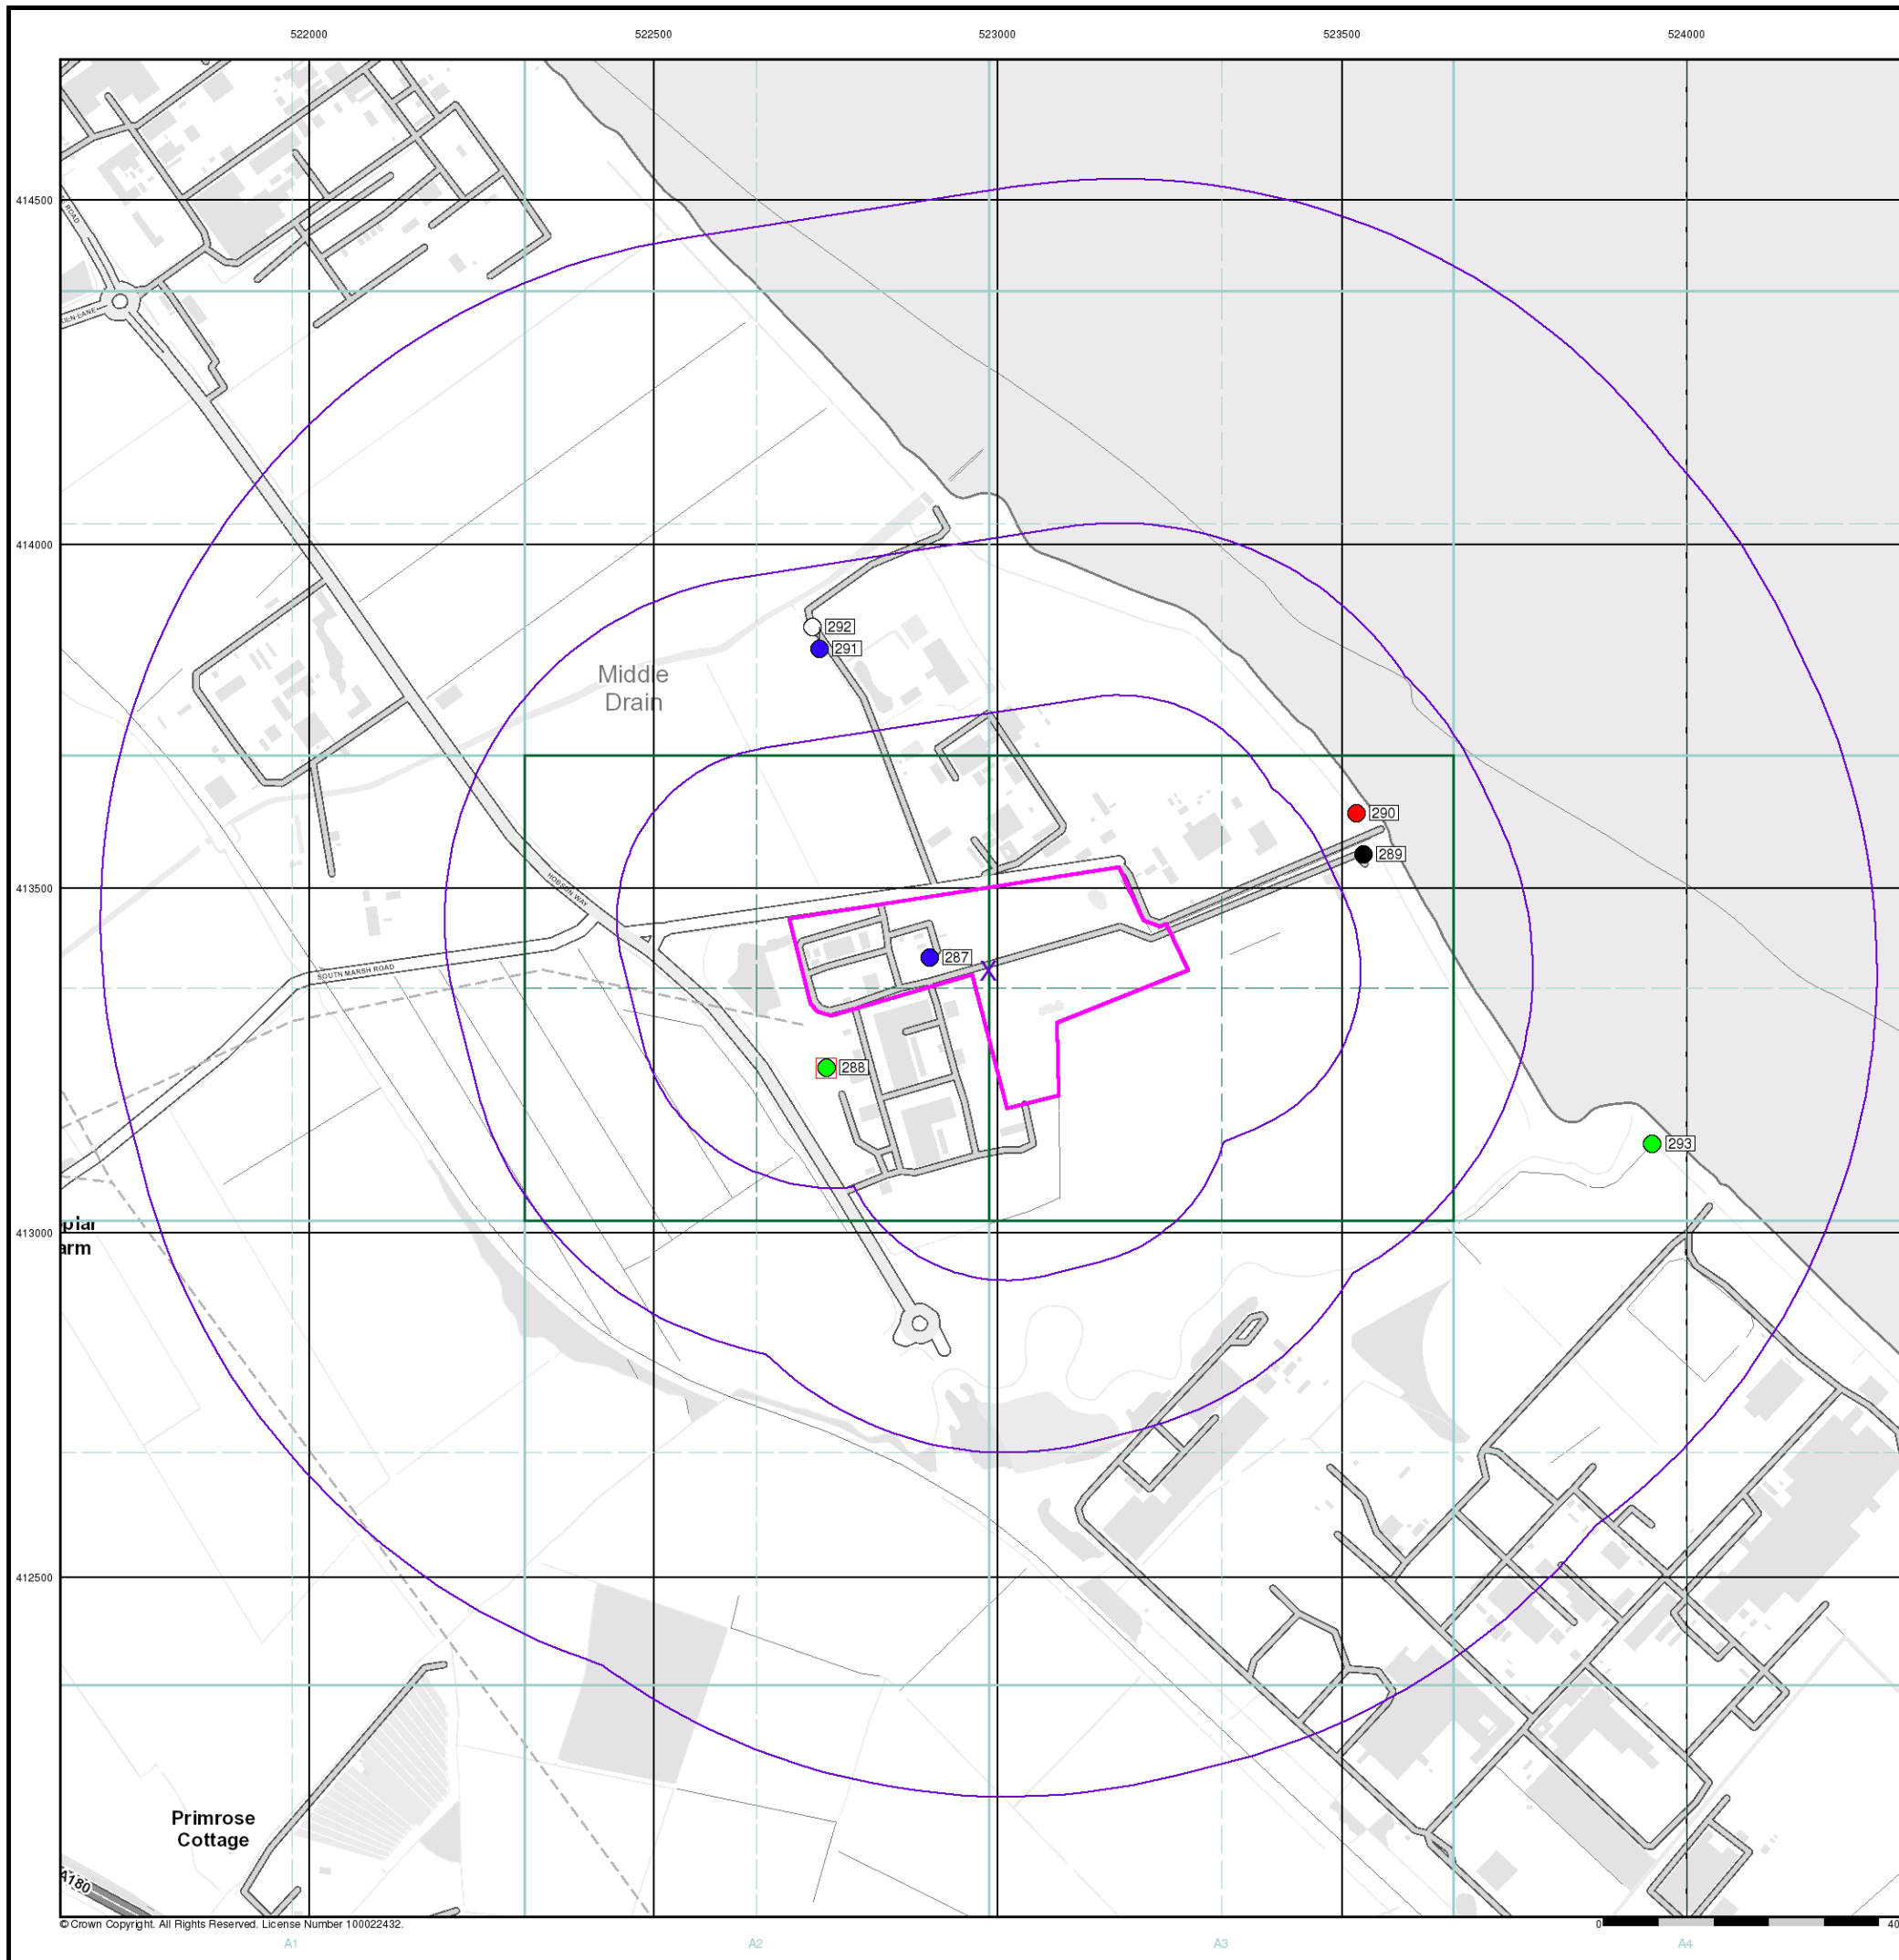 522000 522500 523000 523500 524000
414500
ROAD
414000
292
291
Middle
Drain
290
289
413500
HOBSON WAY
SOUTH MARSH ROAD
287
X
288
293
413000
arm
412500
Primrose
Cottage
A180
© Crown Copyright. All Rights Reserved. License Number 100022432.
0 40
A1 A2 A3 A4